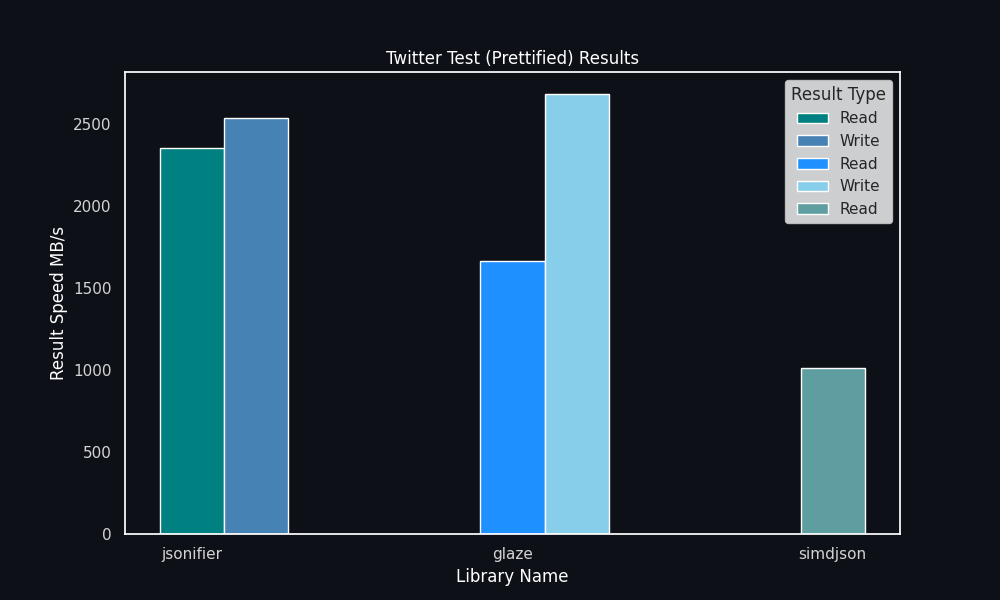 Twitter Test (Prettified) Results
Result Type
Read
Write
Read
Write
Read
2500
2000
1500
1000
500
0
Result Speed MB/s
jsonifier
glaze
simdjson
Library Name